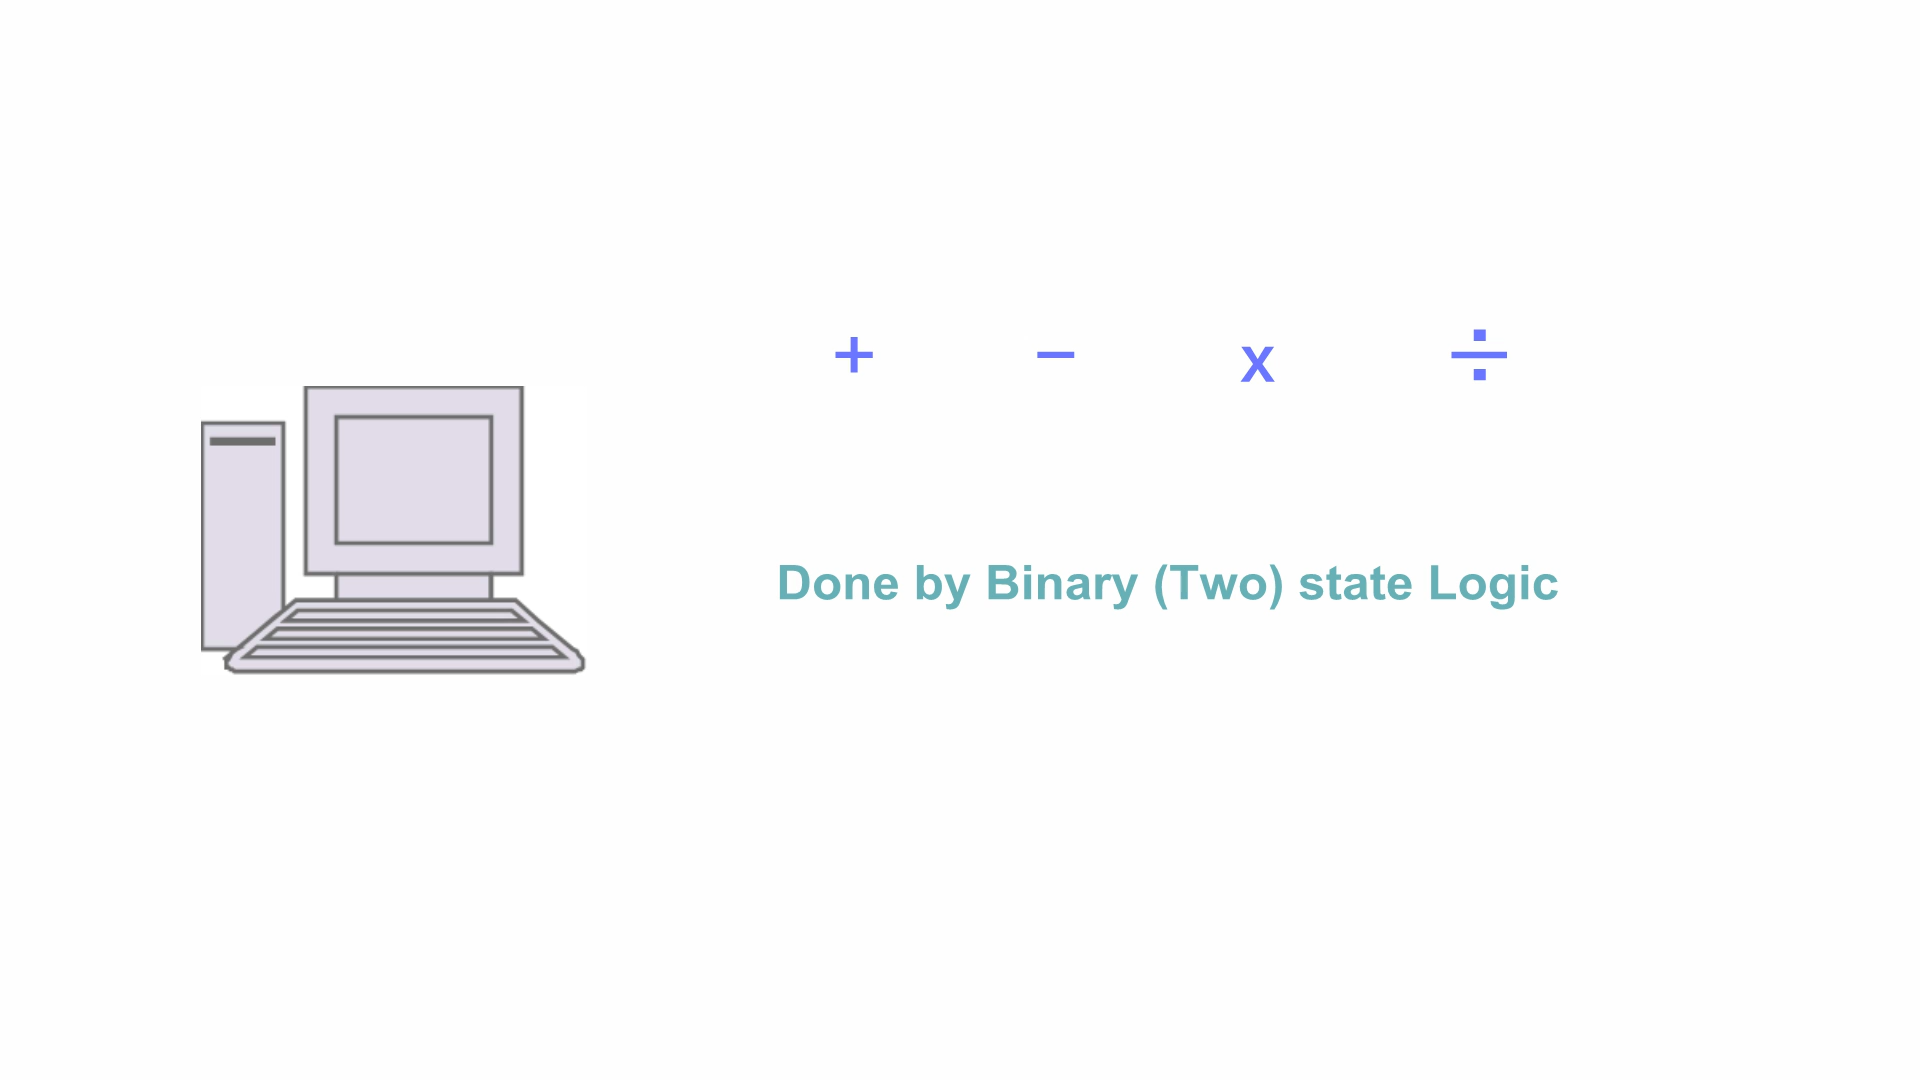 + − x ÷
Done by Binary (Two) state Logic